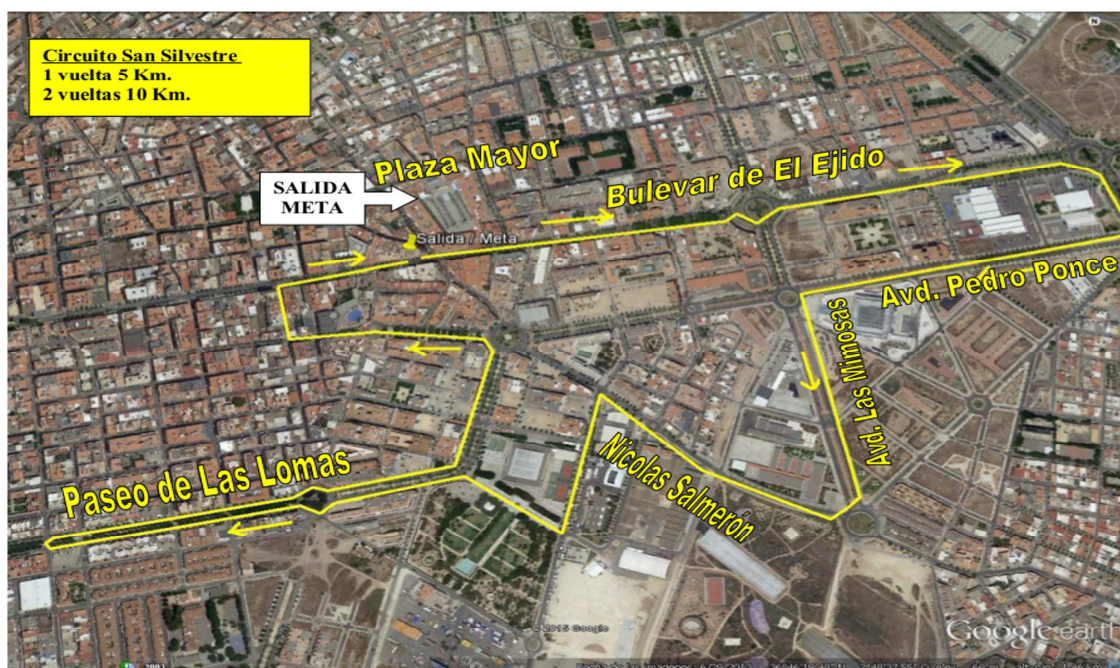 Circuito San Silvestre
1 vuelta 5 Km.
2 vueltas 10 Km.
Plaza Mayor
SALIDA
META
Salida / Meta
Bulevar de El Ejido
Avd. Pedro Ponce
Avd. Las Mimosas
Nicolas Salmerón
Paseo de Las Lomas
© 2015 Google
Google earth
2003